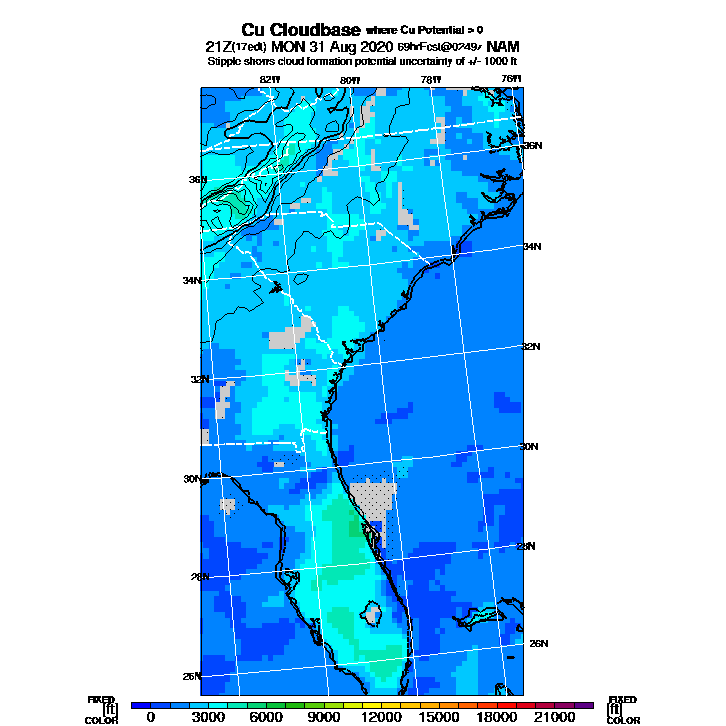 Cu Cloudbase where Cu Potential > 0
21Z(17edt) MON 31 Aug 2020 69hrFcst@0249z NAM
Stipple shows cloud formation potential uncertainty of +/- 1000 ft
82W 80W 78W 76W
36N
36N
34N
34N
32N
32N
30N
30N
28N
28N
26N
26N
FIXED FIXED
[ft] [ft]
COLOR COLOR
0 3000 6000 9000 12000 15000 18000 21000